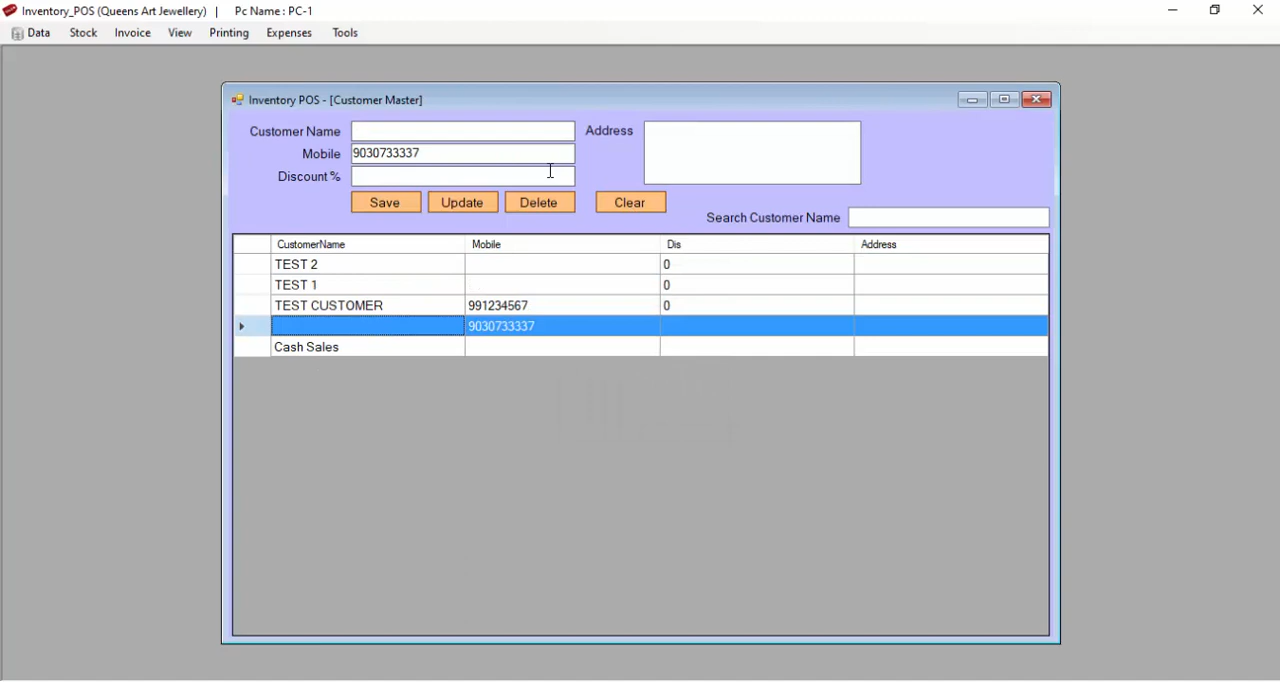 Inventory_POS (Queens Art Jewellery) | Pc Name : PC-1
Data Stock Invoice View Printing Expenses Tools
Inventory POS - [Customer Master]
Customer Name Address
Mobile 9030733337
Discount %
Save Update Delete Clear
Search Customer Name
CustomerName Mobile Dis Address
TEST 2 0
TEST 1 0
TEST CUSTOMER 991234567 0
9030733337
Cash Sales